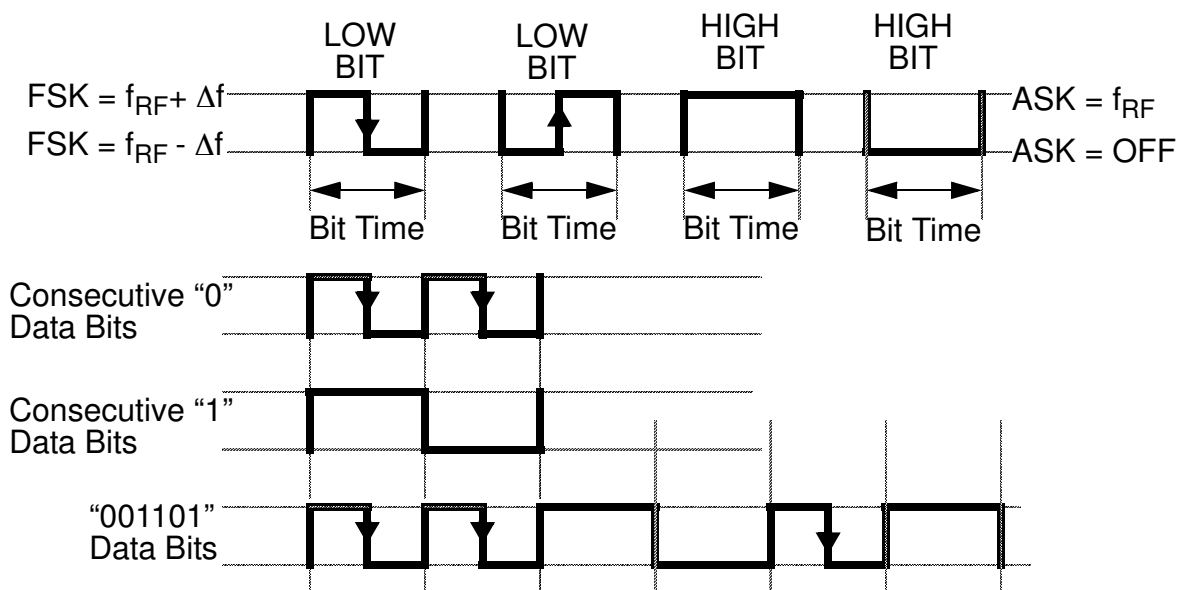 LOW
BIT
LOW
BIT
HIGH
BIT
HIGH
BIT
FSK = fRF+ Δf
ASK = fRF
FSK = fRF - Δf
ASK = OFF
Bit Time
Bit Time
Bit Time
Bit Time
Consecutive “0”
Data Bits
Consecutive “1”
Data Bits
“001101”
Data Bits